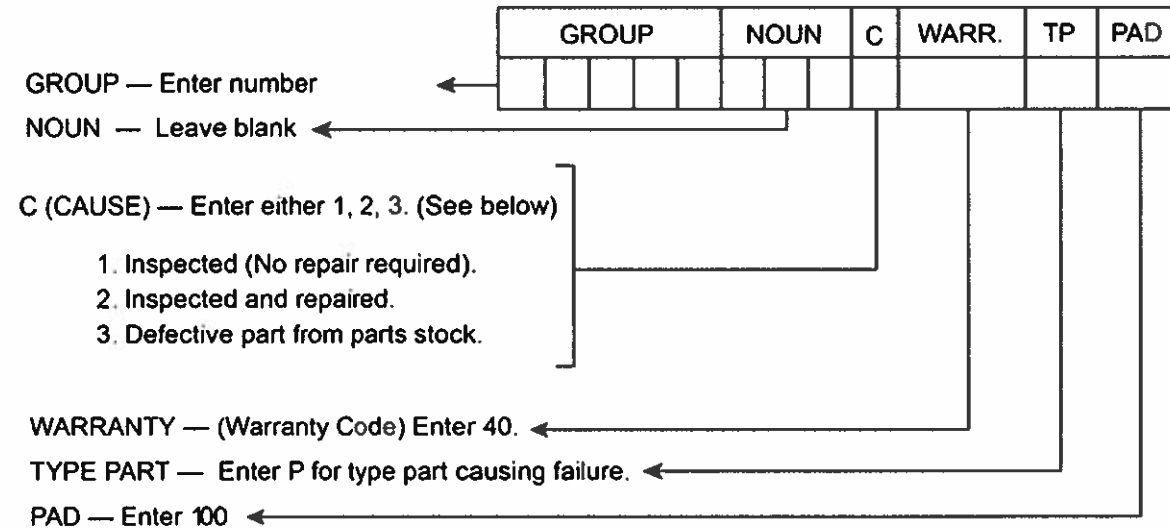 GROUP NOUN C WARR. TP PAD
GROUP — Enter number
NOUN — Leave blank
C (CAUSE) — Enter either 1, 2, 3. (See below)
1. Inspected (No repair required).
2. Inspected and repaired.
3. Defective part from parts stock.
WARRANTY — (Warranty Code) Enter 40.
TYPE PART — Enter P for type part causing failure.
PAD — Enter 100